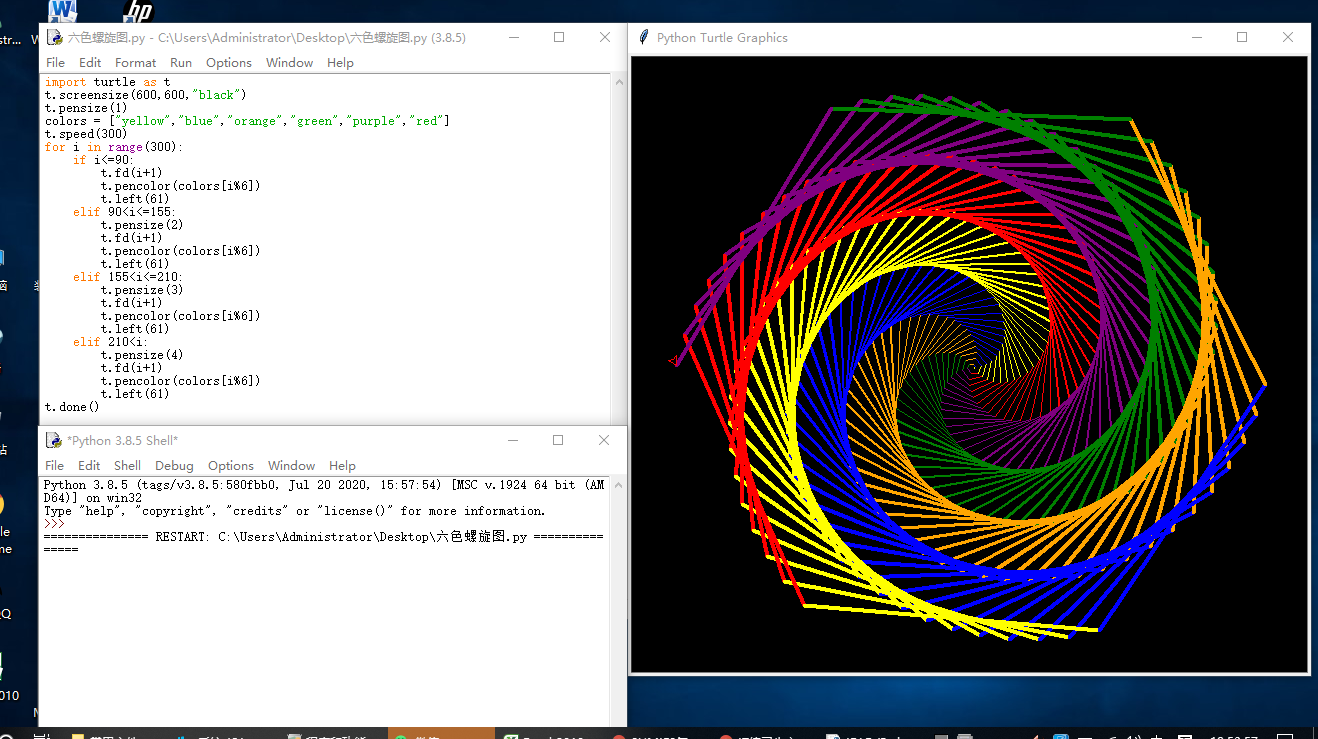 六色螺旋图.py - C:\Users\Administrator\Desktop\六色螺旋图.py (3.8.5)
File Edit Format Run Options Window Help
import turtle as t
t.screensize(600,600,"black")
t.pensize(1)
colors = ["yellow","blue","orange","green","purple","red"]
t.speed(300)
for i in range(300):
    if i<=90:
        t.fd(i+1)
        t.pencolor(colors[i%6])
        t.left(61)
    elif 90<i<=155:
        t.pensize(2)
        t.fd(i+1)
        t.pencolor(colors[i%6])
        t.left(61)
    elif 155<i<=210:
        t.pensize(3)
        t.fd(i+1)
        t.pencolor(colors[i%6])
        t.left(61)
    elif 210<i:
        t.pensize(4)
        t.fd(i+1)
        t.pencolor(colors[i%6])
        t.left(61)
t.done()
*Python 3.8.5 Shell*
File Edit Shell Debug Options Window Help
Python 3.8.5 (tags/v3.8.5:580fbb0, Jul 20 2020, 15:57:54) [MSC v.1924 64 bit (AM
D64)] on win32
Type "help", "copyright", "credits" or "license()" for more information.
>>>
=============== RESTART: C:\Users\Administrator\Desktop\六色螺旋图.py ==========
=====
Python Turtle Graphics
W
hp